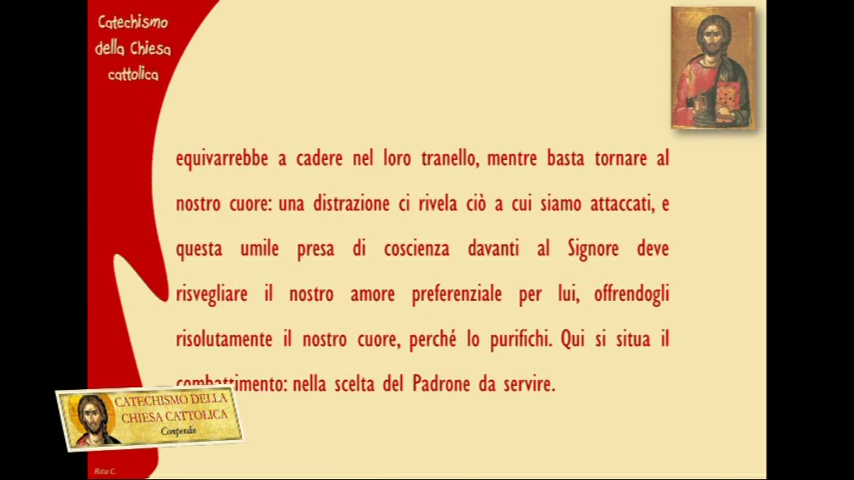 Catechismo
della Chiesa
cattolica
equivarrebbe a cadere nel loro tranello, mentre basta tornare al
nostro cuore: una distrazione ci rivela ciò a cui siamo attaccati, e
questa umile presa di coscienza davanti al Signore deve
risvegliare il nostro amore preferenziale per lui, offrendogli
risolutamente il nostro cuore, perché lo purifichi. Qui si situa il
combattimento: nella scelta del Padrone da servire.
CATECHISMO DELLA
CHIESA CATTOLICA
Compendio
Rita C.